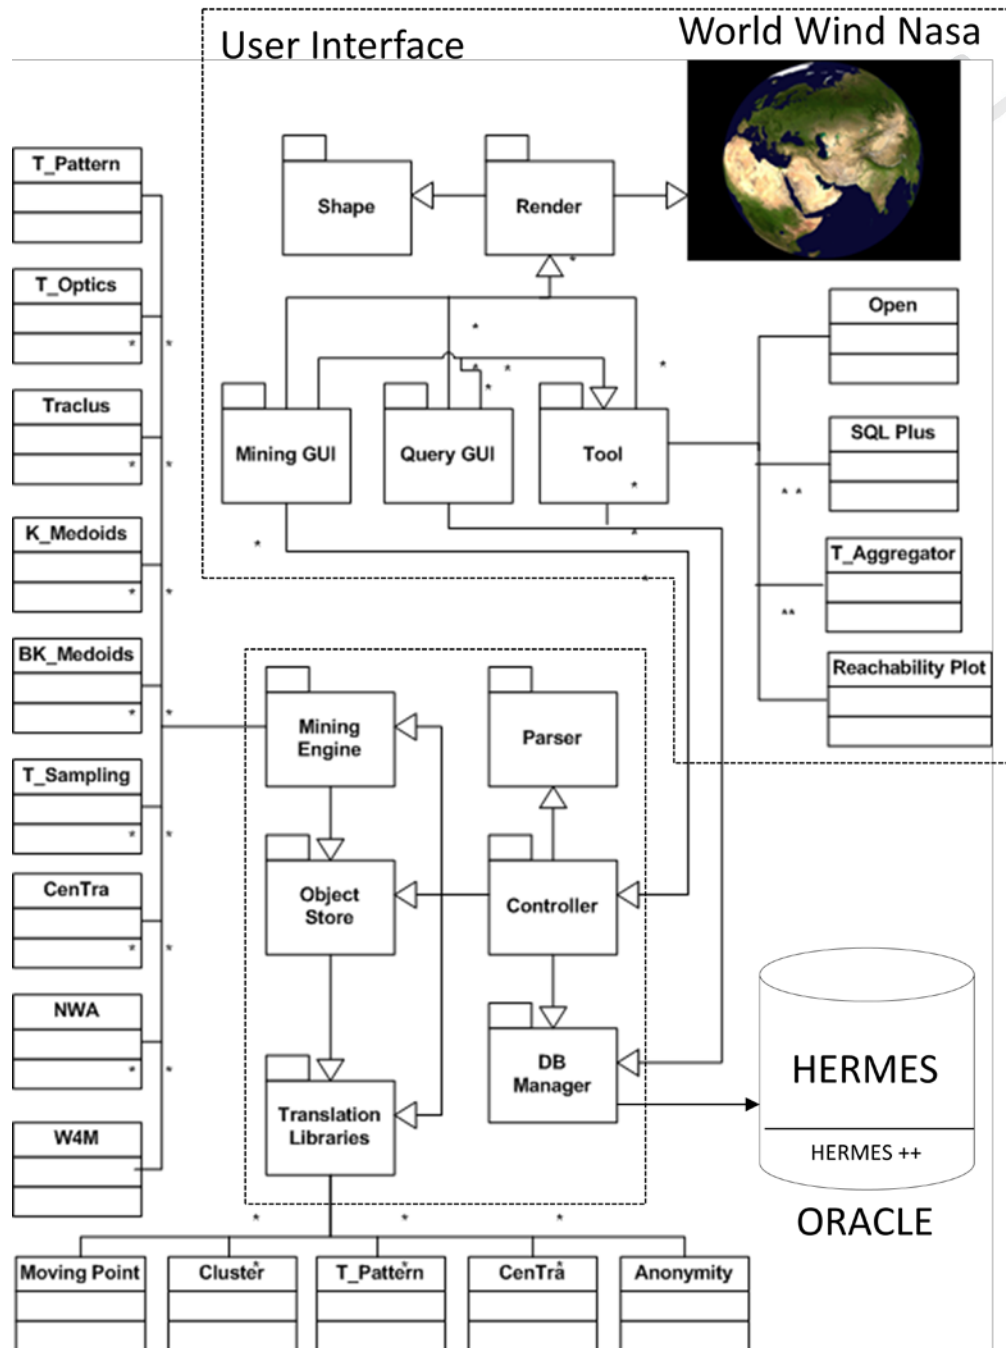 User Interface
World Wind Nasa
T_Pattern
Shape
Render
*
T_Optics
*
*
Open
*
*
*
*
*
Traclus
*
*
Mining GUI
Query GUI
Tool
*
SQL Plus
* *
K_Medoids
*
*
*
*
*
T_Aggregator
**
BK_Medoids
*
*
Reachability Plot
Mining
Engine
Parser
T_Sampling
*
*
CenTra
*
*
Object
Store
Controller
NWA
*
*
DB
Manager
HERMES
W4M
Translation
Libraries
HERMES ++
ORACLE
*
*
*
Moving Point
Cluster
*
T_Pattern
*
CenTra
*
Anonymity